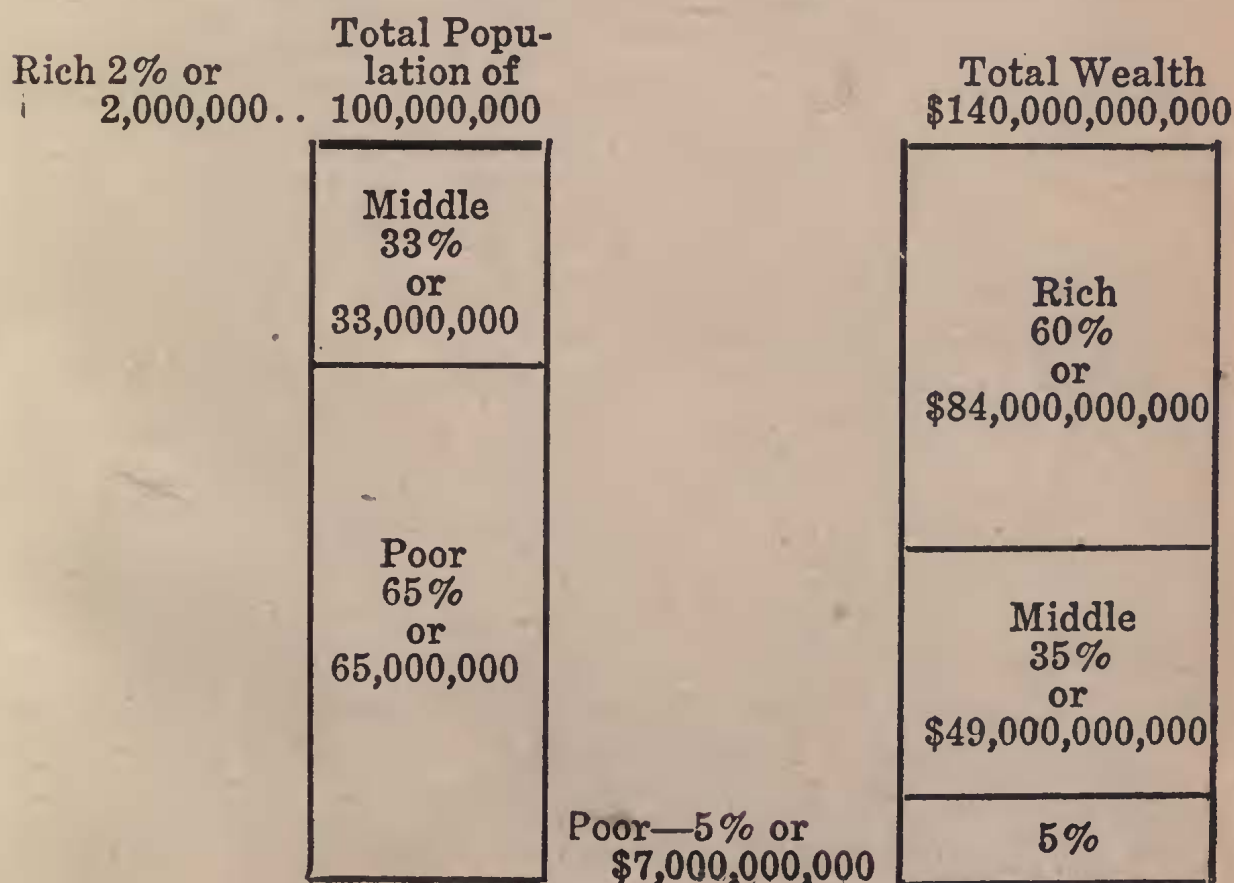 Rich 2% or
2,000,000..
Total Popu-
lation of
100,000,000
Middle
33%
or
33,000,000
Poor
65%
or
65,000,000
Total Wealth
$140,000,000,000
Rich
60%
or
$84,000,000,000
Middle
35%
or
$49,000,000,000
Poor—5% or
$7,000,000,000
5%